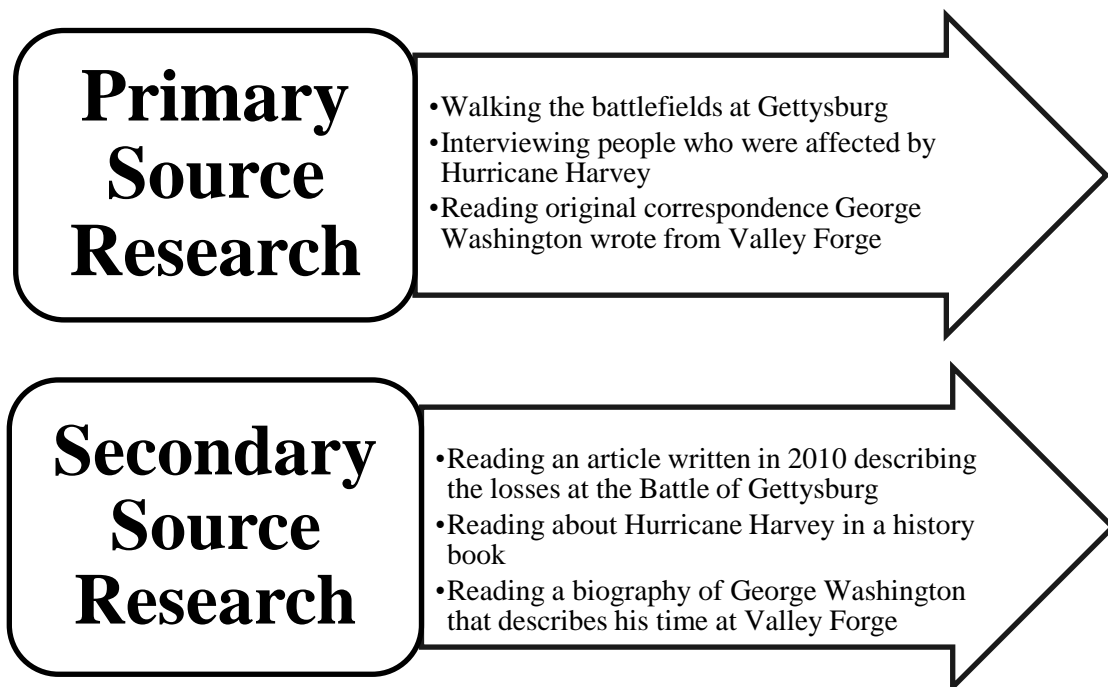 Primary
Source
Research
•Walking the battlefields at Gettysburg
•Interviewing people who were affected by
Hurricane Harvey
•Reading original correspondence George
Washington wrote from Valley Forge
Secondary
Source
Research
•Reading an article written in 2010 describing
the losses at the Battle of Gettysburg
•Reading about Hurricane Harvey in a history
book
•Reading a biography of George Washington
that describes his time at Valley Forge